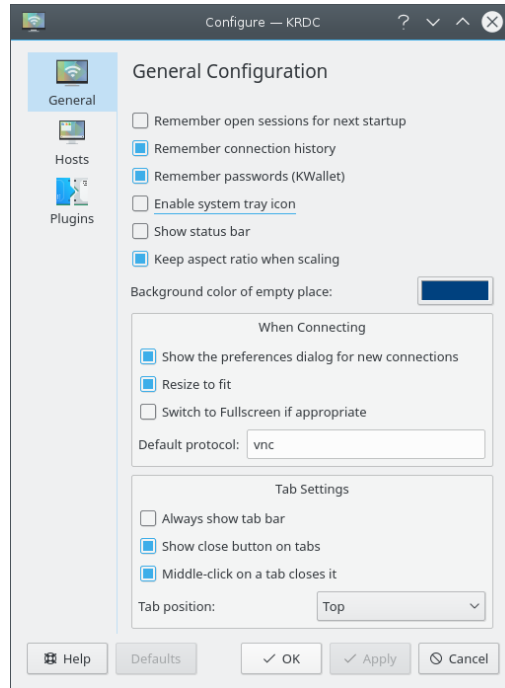 Configure — KRDC
General
Hosts
Plugins
General Configuration
Remember open sessions for next startup
Remember connection history
Remember passwords (KWallet)
Enable system tray icon
Show status bar
Keep aspect ratio when scaling
Background color of empty place:
When Connecting
Show the preferences dialog for new connections
Resize to fit
Switch to Fullscreen if appropriate
Default protocol: vnc
Tab Settings
Always show tab bar
Show close button on tabs
Middle-click on a tab closes it
Tab position: Top
Help Defaults OK Apply Cancel